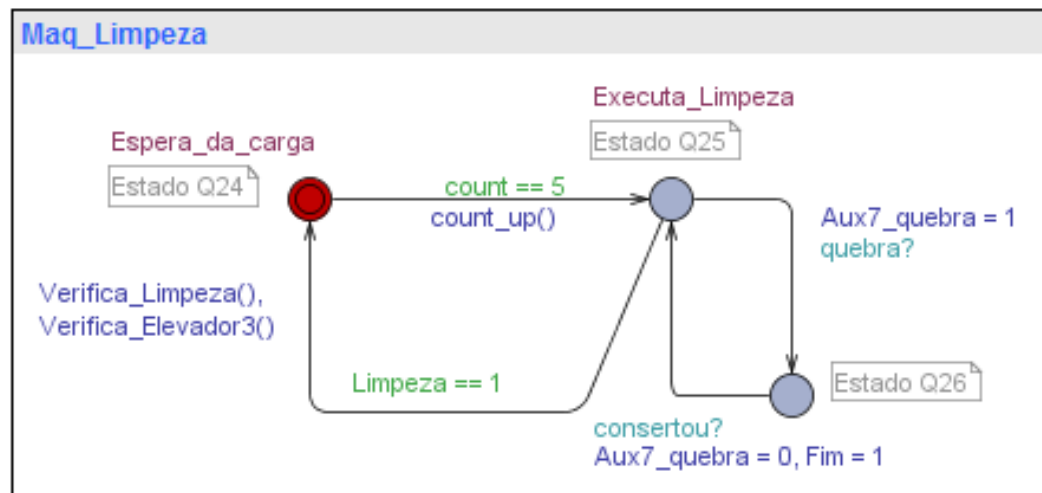 Maq_Limpeza
Executa_Limpeza
Estado Q25
Espera_da_carga
Estado Q24
count == 5
count_up()
Aux7_quebra = 1
quebra?
Verifica_Limpeza(),
Verifica_Elevador3()
Limpeza == 1
Estado Q26
consertou?
Aux7_quebra = 0, Fim = 1